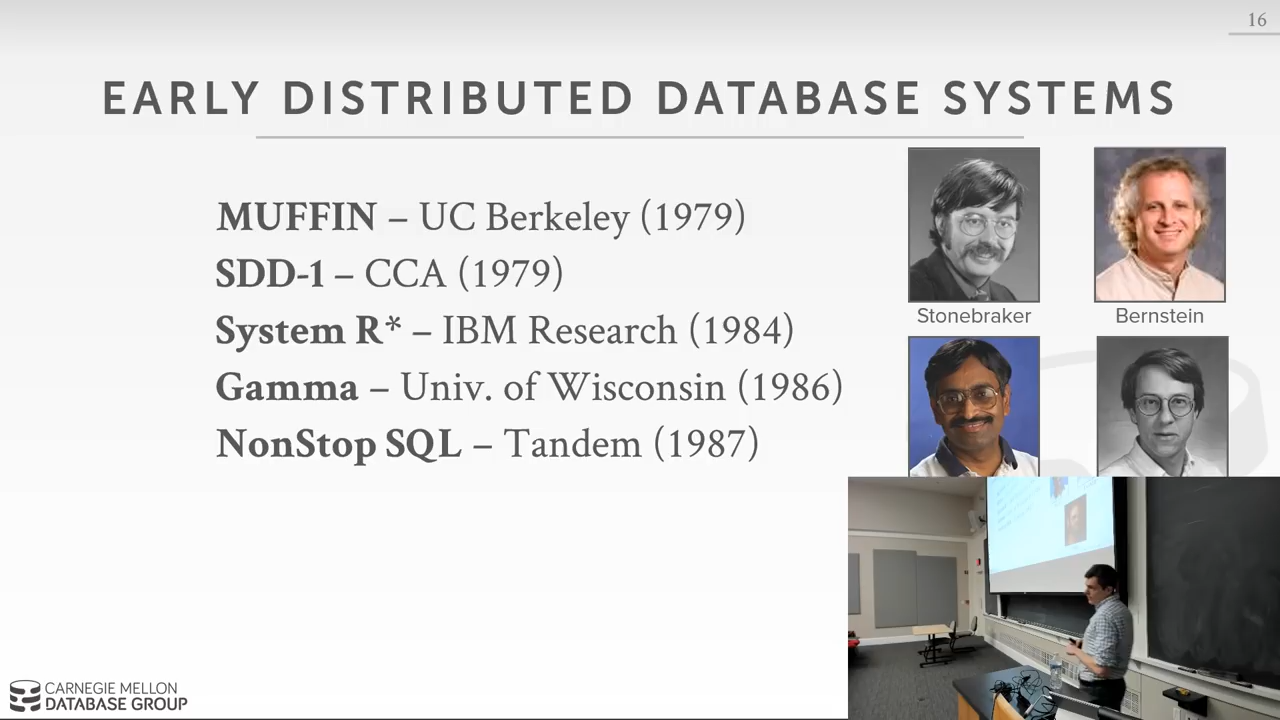 16
EARLY DISTRIBUTED DATABASE SYSTEMS
MUFFIN – UC Berkeley (1979)
SDD-1 – CCA (1979)
System R* – IBM Research (1984)
Gamma – Univ. of Wisconsin (1986)
NonStop SQL – Tandem (1987)
Stonebraker
Bernstein
CARNEGIE MELLON
DATABASE GROUP